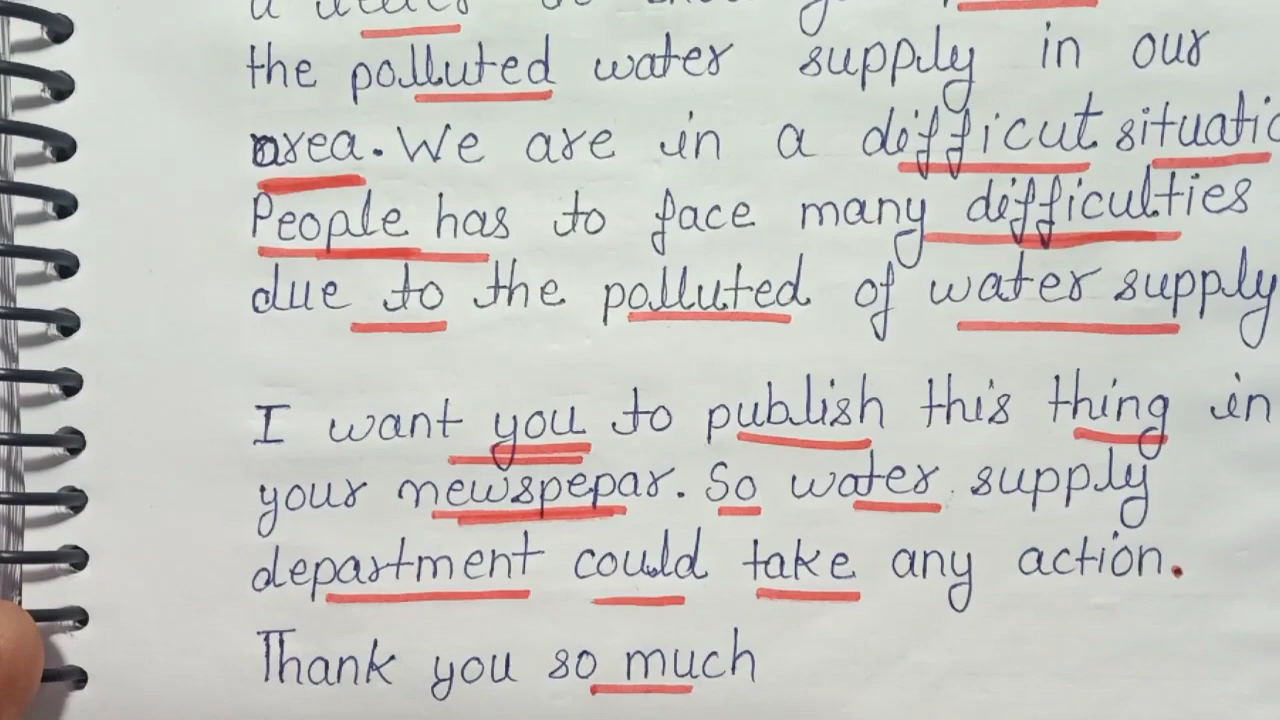 the polluted water supply in our
area. We are in a difficut situatio
People has to face many difficulties
due to the polluted of water supply
I want you to publish this thing in
your newspepar. So water supply
department could take any action.
Thank you so much